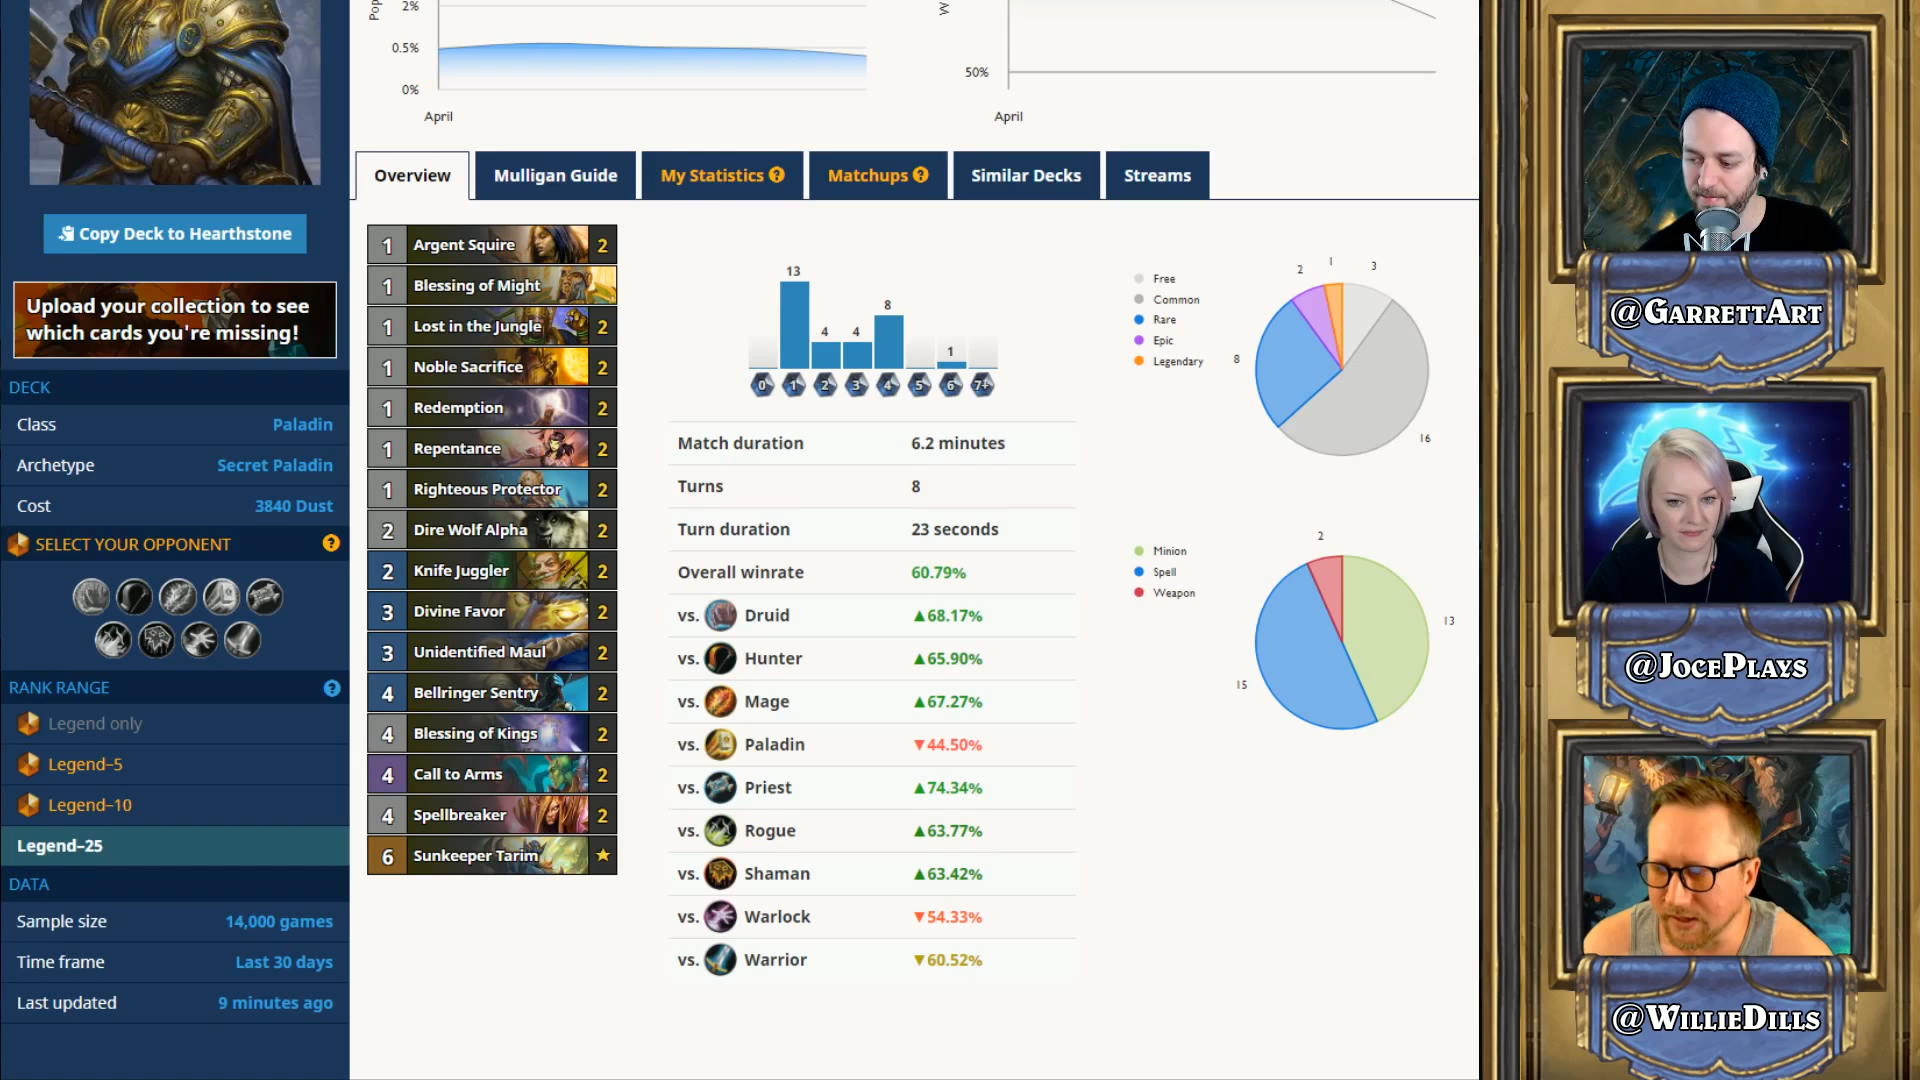 2%
0.5%
0%
April
50%
April
Overview
Mulligan Guide
My Statistics ?
Matchups ?
Similar Decks
Streams
Copy Deck to Hearthstone
Upload your collection to see
which cards you're missing!
DECK
Class Paladin
Archetype Secret Paladin
Cost 3840 Dust
SELECT YOUR OPPONENT ?
RANK RANGE ?
Legend only
Legend–5
Legend–10
Legend–25
DATA
Sample size 14,000 games
Time frame Last 30 days
Last updated 9 minutes ago
1 Argent Squire 2
1 Blessing of Might
1 Lost in the Jungle 2
1 Noble Sacrifice 2
1 Redemption 2
1 Repentance 2
1 Righteous Protector 2
2 Dire Wolf Alpha 2
2 Knife Juggler 2
3 Divine Favor 2
3 Unidentified Maul 2
4 Bellringer Sentry 2
4 Blessing of Kings 2
4 Call to Arms 2
4 Spellbreaker 2
6 Sunkeeper Tarim ★
13 4 4 8 1
0 1 2 3 4 5 6 7+
Match duration 6.2 minutes
Turns 8
Turn duration 23 seconds
Overall winrate 60.79%
vs. Druid ▲68.17%
vs. Hunter ▲65.90%
vs. Mage ▲67.27%
vs. Paladin ▼44.50%
vs. Priest ▲74.34%
vs. Rogue ▲63.77%
vs. Shaman ▲63.42%
vs. Warlock ▼54.33%
vs. Warrior ▼60.52%
Free
Common
Rare
Epic
Legendary
2 1 3
8
16
Minion
Spell
Weapon
2
13
15
@GarrettArt
@JocePlays
@WillieDills